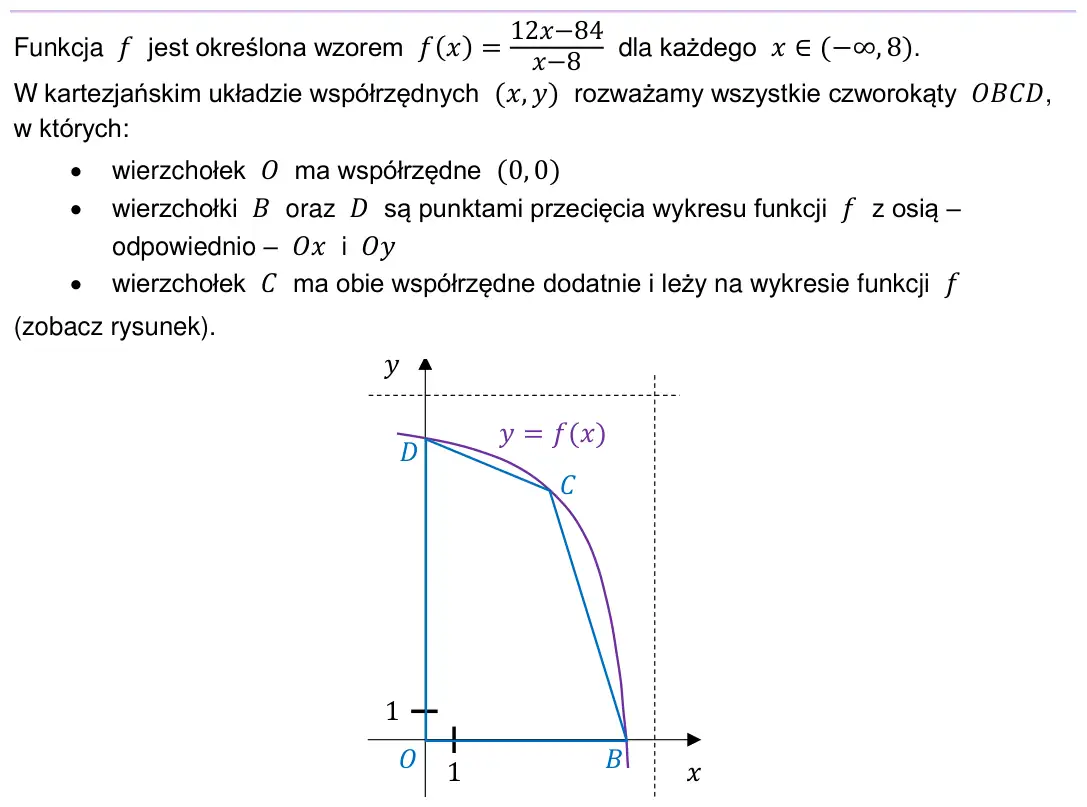 Funkcja f jest określona wzorem f(x) = \frac{12x−84}{x−8} dla każdego x ∈ (−∞, 8).
W kartezjańskim układzie współrzędnych (x, y) rozważamy wszystkie czworokąty OBCD,
w których:
• wierzchołek O ma współrzędne (0, 0)
• wierzchołki B oraz D są punktami przecięcia wykresu funkcji f z osią –
odpowiednio – Ox i Oy
• wierzchołek C ma obie współrzędne dodatnie i leży na wykresie funkcji f
(zobacz rysunek).
y
y = f(x)
D
C
1
O
1
B
x